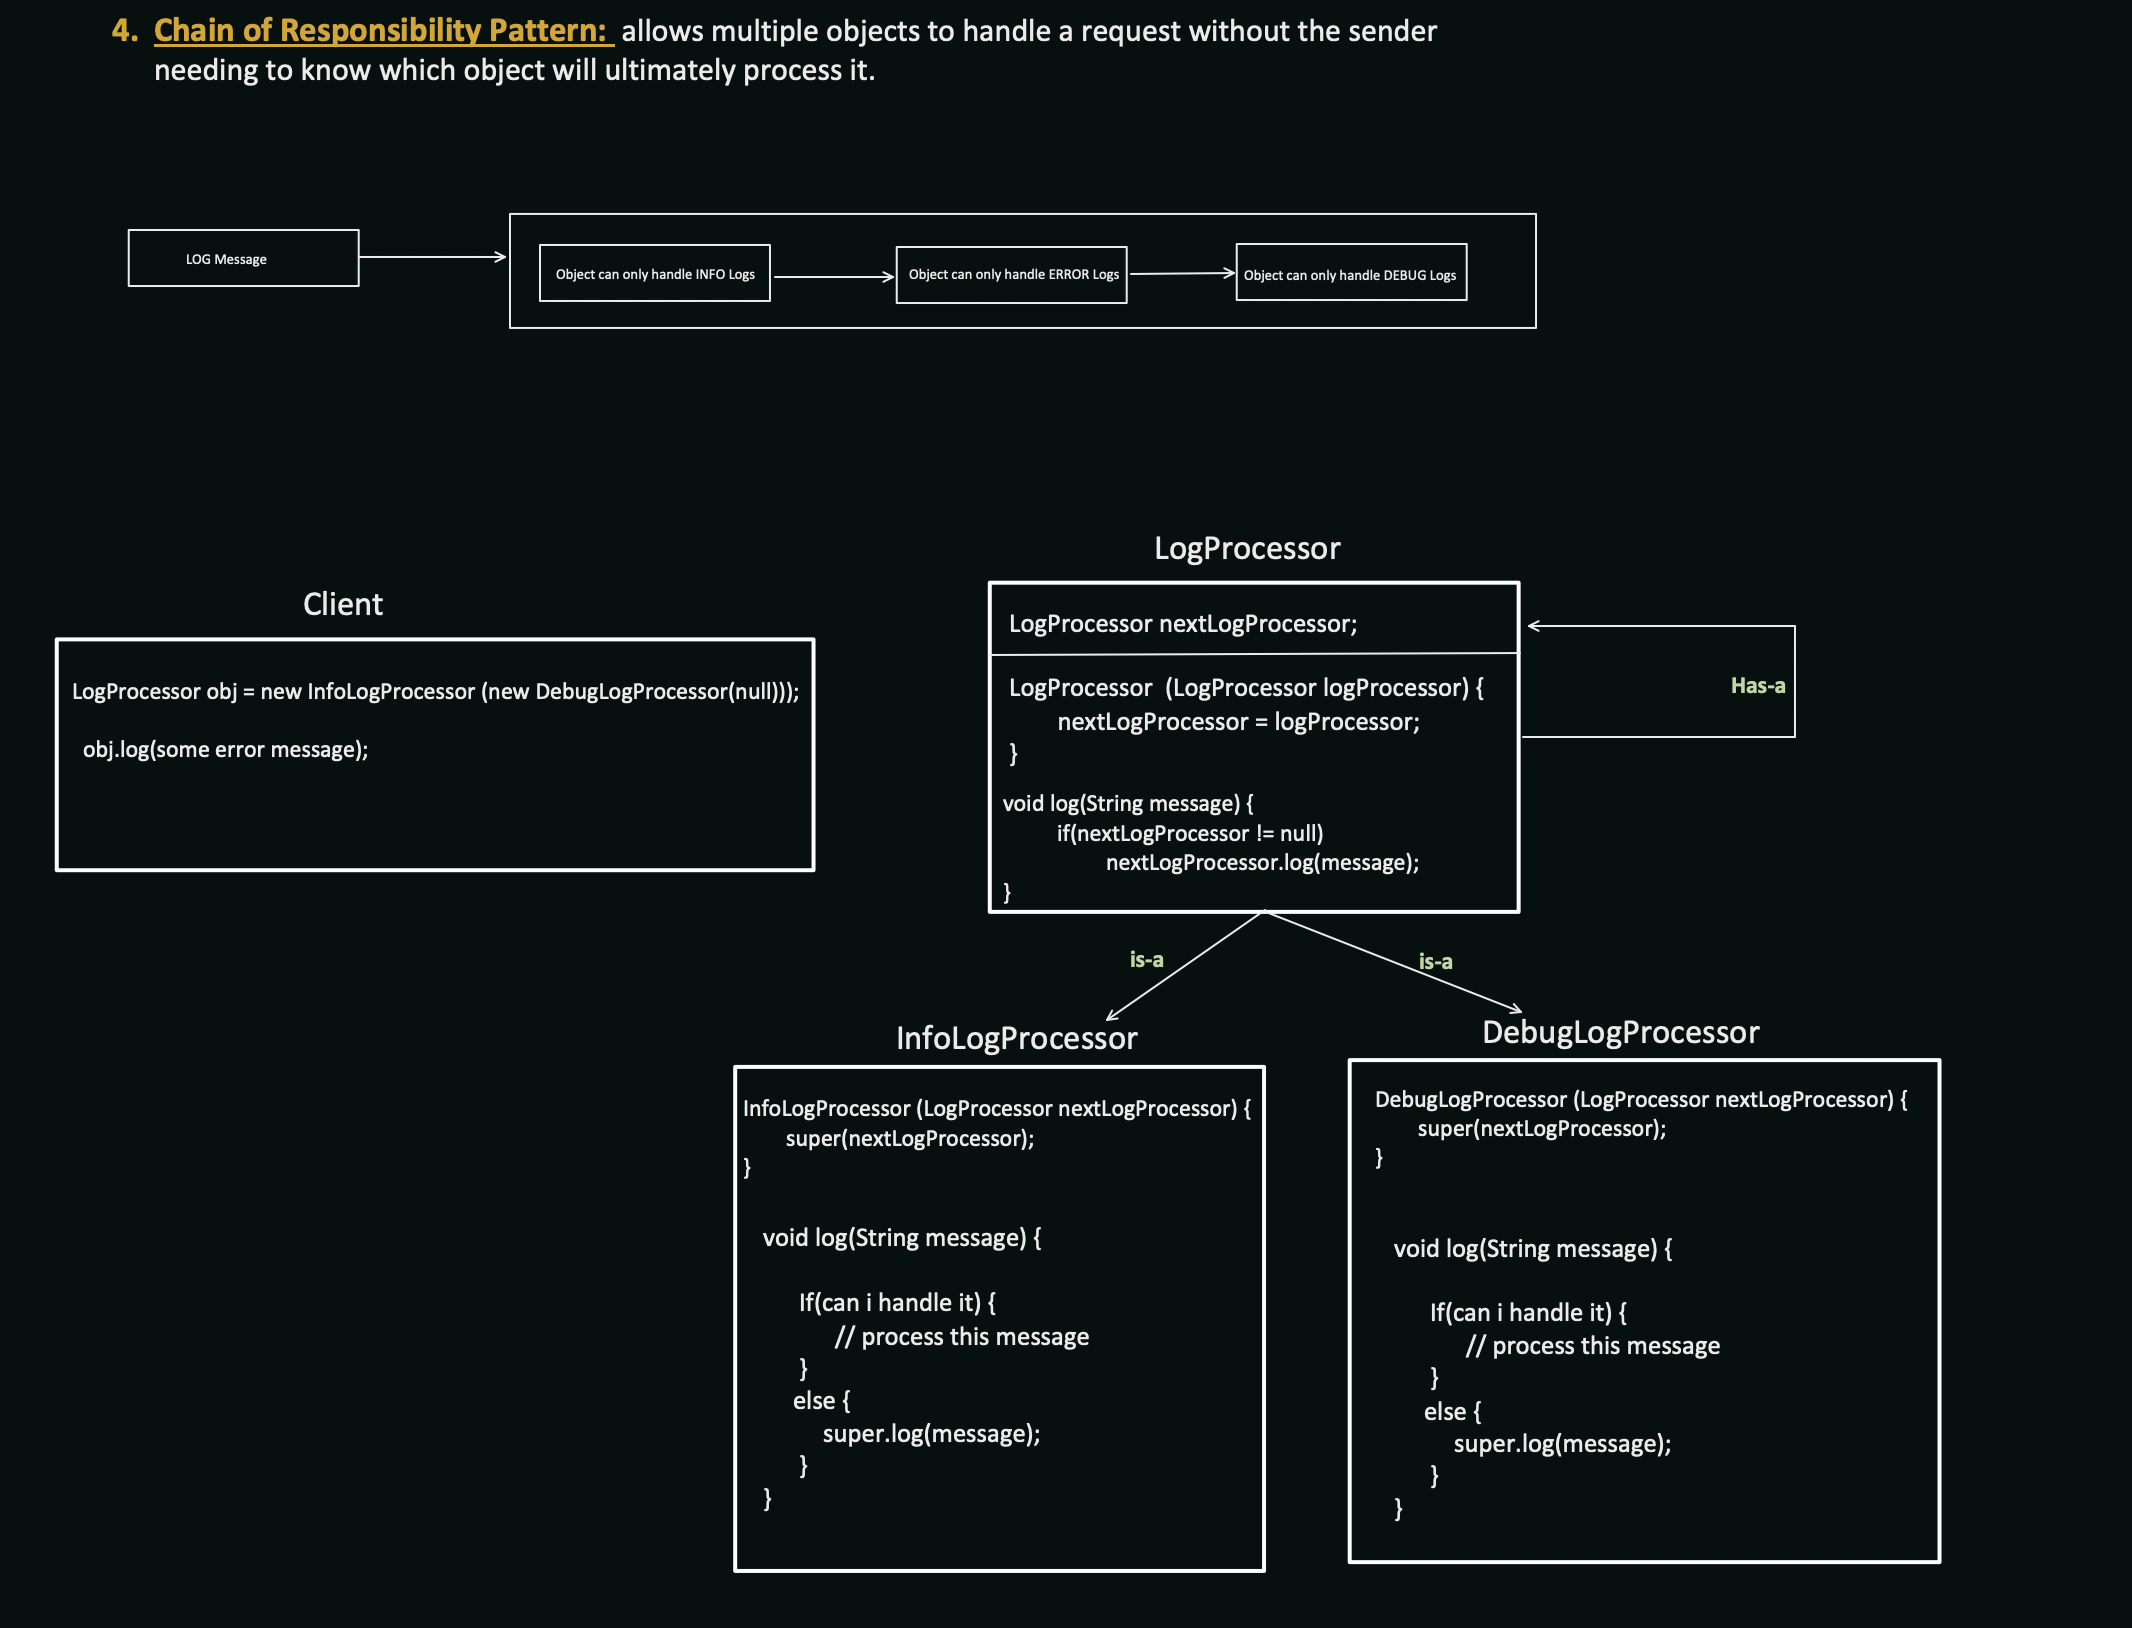 4. Chain of Responsibility Pattern: allows multiple objects to handle a request without the sender
needing to know which object will ultimately process it.
LOG Message
Object can only handle INFO Logs
Object can only handle ERROR Logs
Object can only handle DEBUG Logs
Client
LogProcessor obj = new InfoLogProcessor (new DebugLogProcessor(null)));
obj.log(some error message);
LogProcessor
LogProcessor nextLogProcessor;
LogProcessor (LogProcessor logProcessor) {
nextLogProcessor = logProcessor;
}
void log(String message) {
if(nextLogProcessor != null)
nextLogProcessor.log(message);
}
Has-a
is-a
is-a
InfoLogProcessor
InfoLogProcessor (LogProcessor nextLogProcessor) {
super(nextLogProcessor);
}
void log(String message) {
If(can i handle it) {
// process this message
}
else {
super.log(message);
}
}
DebugLogProcessor
DebugLogProcessor (LogProcessor nextLogProcessor) {
super(nextLogProcessor);
}
void log(String message) {
If(can i handle it) {
// process this message
}
else {
super.log(message);
}
}